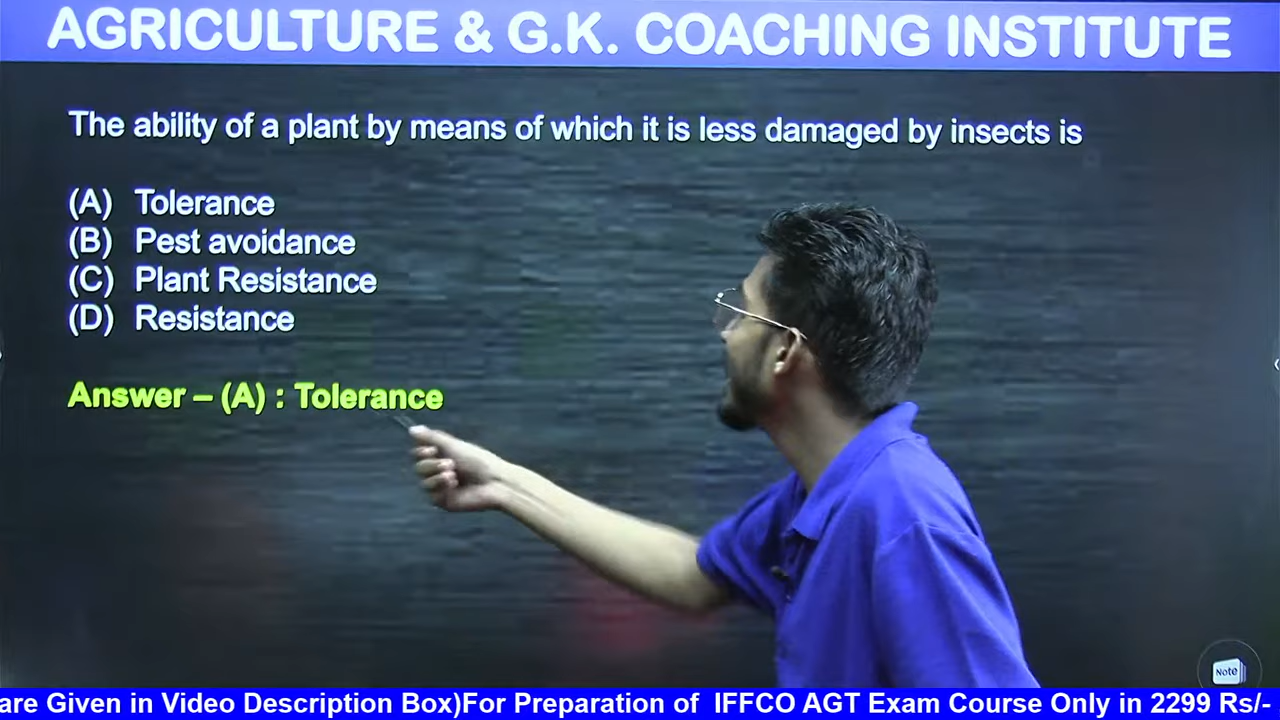 AGRICULTURE & G.K. COACHING INSTITUTE
The ability of a plant by means of which it is less damaged by insects is
(A) Tolerance
(B) Pest avoidance
(C) Plant Resistance
(D) Resistance
Answer – (A) : Tolerance
Note
are Given in Video Description Box)For Preparation of IFFCO AGT Exam Course Only in 2299 Rs/-